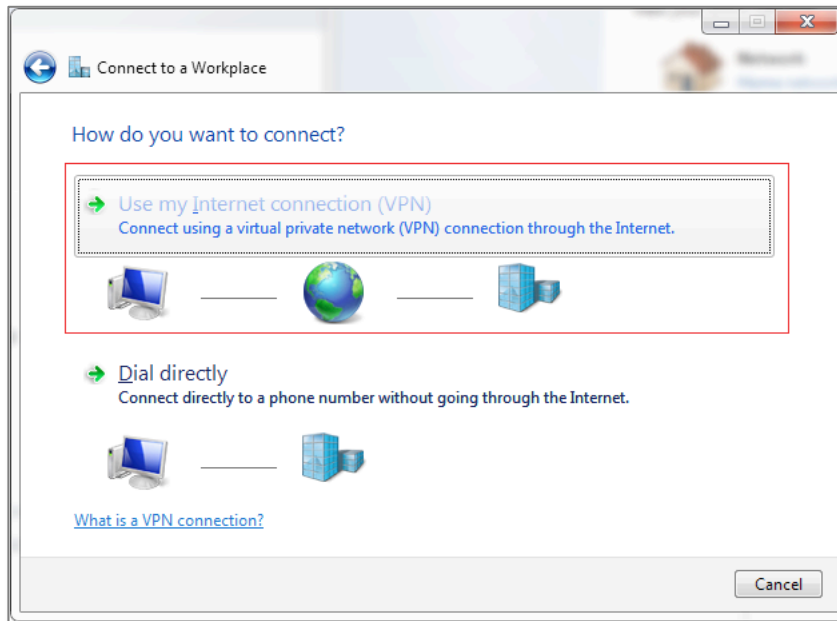 Connect to a Workplace
Network
How do you want to connect?
Use my Internet connection (VPN)
Connect using a virtual private network (VPN) connection through the Internet.
Dial directly
Connect directly to a phone number without going through the Internet.
What is a VPN connection?
Cancel